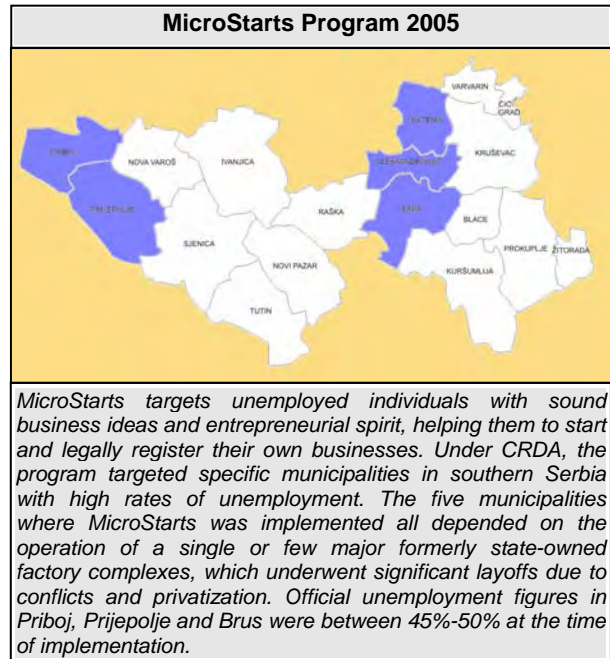 MicroStarts Program 2005
VARVARIN
ĆIĆ
GRAD
TRSTENIK
PRIBOJ
NOVA VAROŠ
IVANJICA
ALEKSANDROVAC
KRUŠEVAC
PRIJEPOLJE
RAŠKA
BRUS
BLACE
SJENICA
PROKUPLJE
ŽITORAĐA
NOVI PAZAR
KURŠUMLIJA
TUTIN
MicroStarts targets unemployed individuals with sound
business ideas and entrepreneurial spirit, helping them to start
and legally register their own businesses. Under CRDA, the
program targeted specific municipalities in southern Serbia
with high rates of unemployment. The five municipalities
where MicroStarts was implemented all depended on the
operation of a single or few major formerly state-owned
factory complexes, which underwent significant layoffs due to
conflicts and privatization. Official unemployment figures in
Priboj, Prijepolje and Brus were between 45%-50% at the time
of implementation.